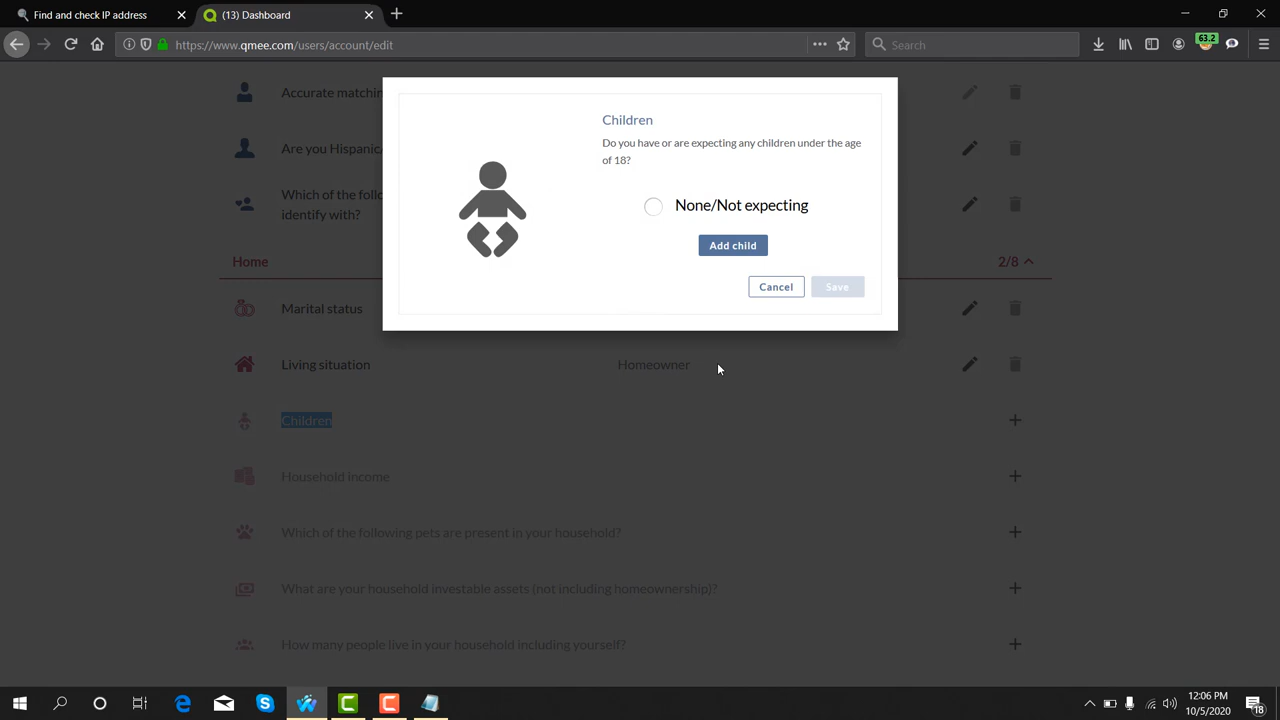 Find and check IP address
(13) Dashboard
https://www.qmee.com/users/account/edit
Search
63.2
Accurate matchin
Are you Hispanic/
Which of the follo
identify with?
Children
Do you have or are expecting any children under the age
of 18?
None/Not expecting
Add child
Cancel
Save
Home
2/8
Marital status
Living situation
Homeowner
Children
Household income
Which of the following pets are present in your household?
What are your household investable assets (not including homeownership)?
How many people live in your household including yourself?
12:06 PM
10/5/2020
18